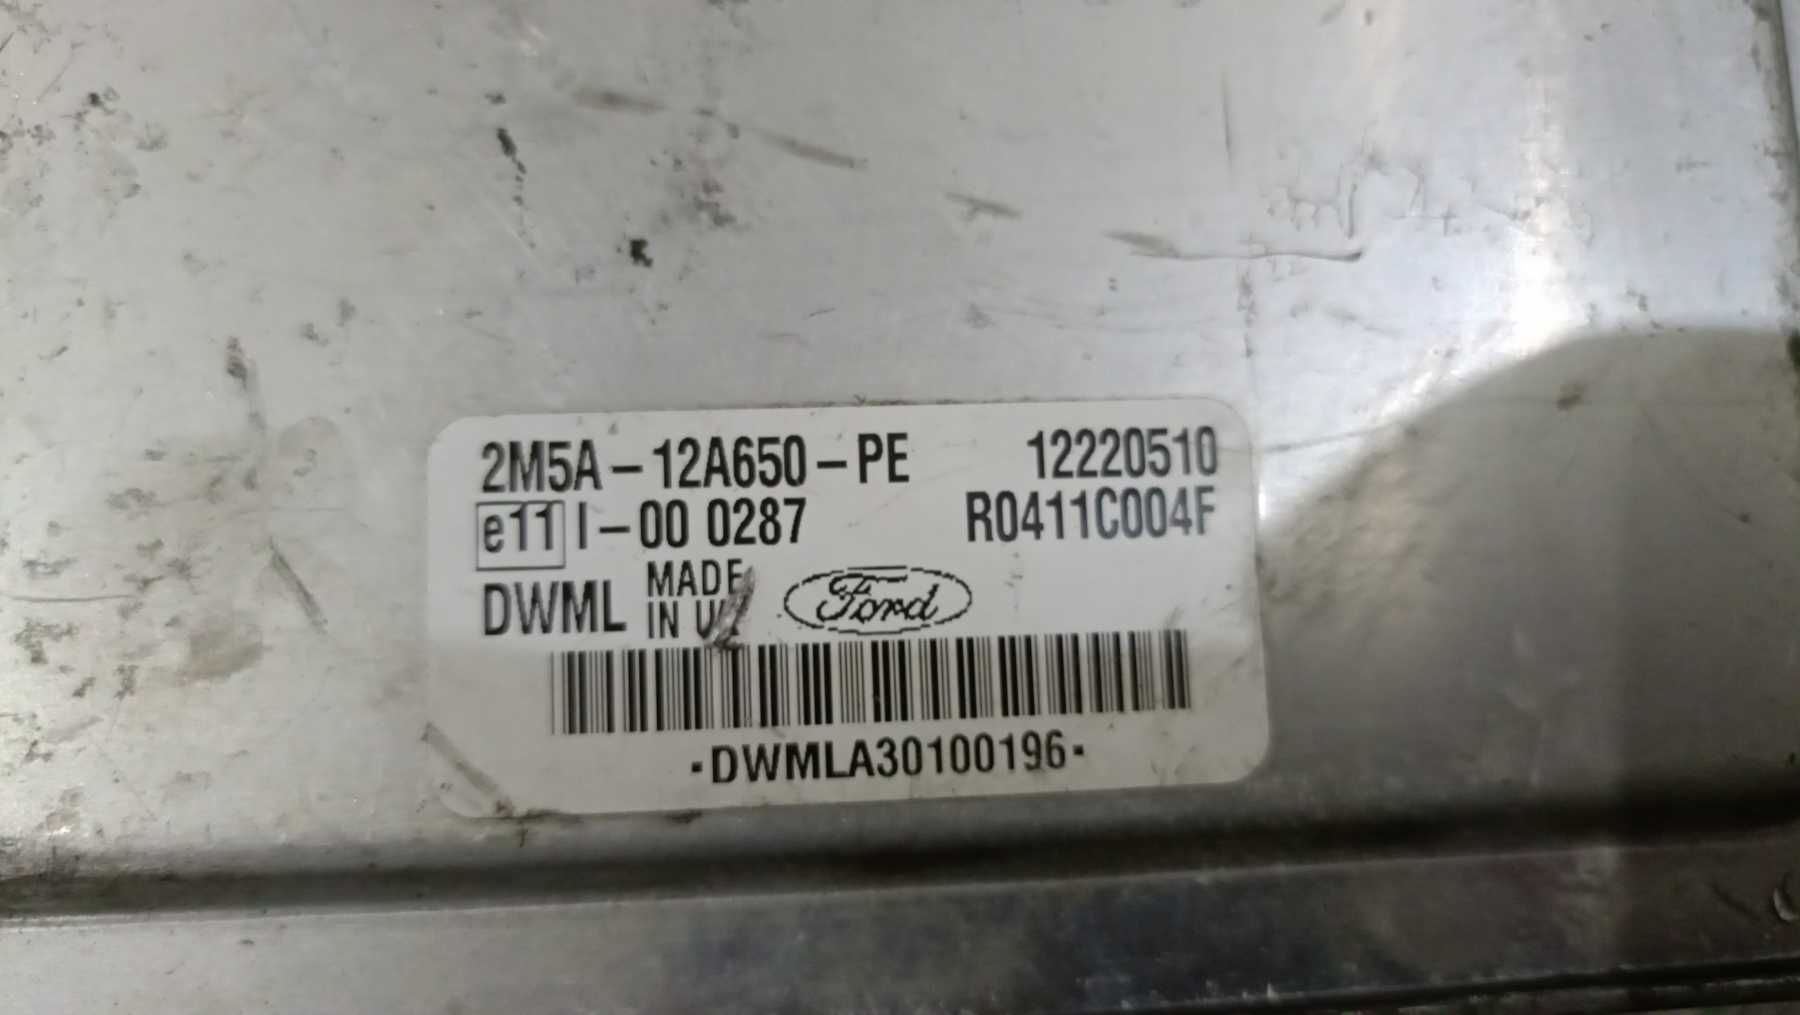 2M5A-12A650-PE 12220510
e11 I-00 0287 R0411C004F
DWML MADE IN Ford
-DWMLA30100196-